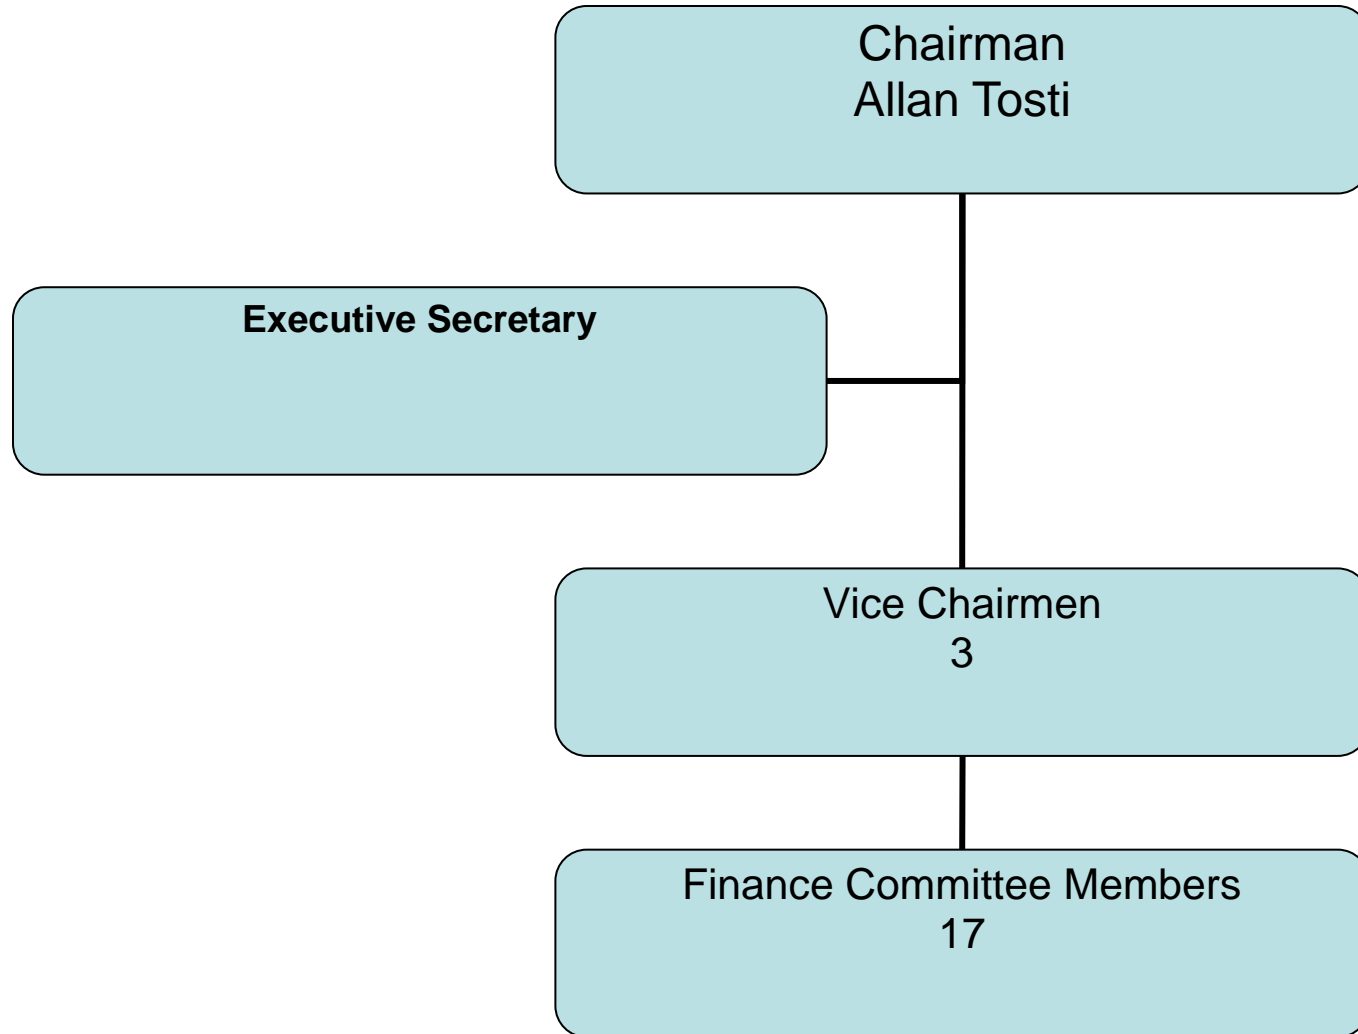 Chairman
Allan Tosti
Executive Secretary
Vice Chairmen
3
Finance Committee Members
17